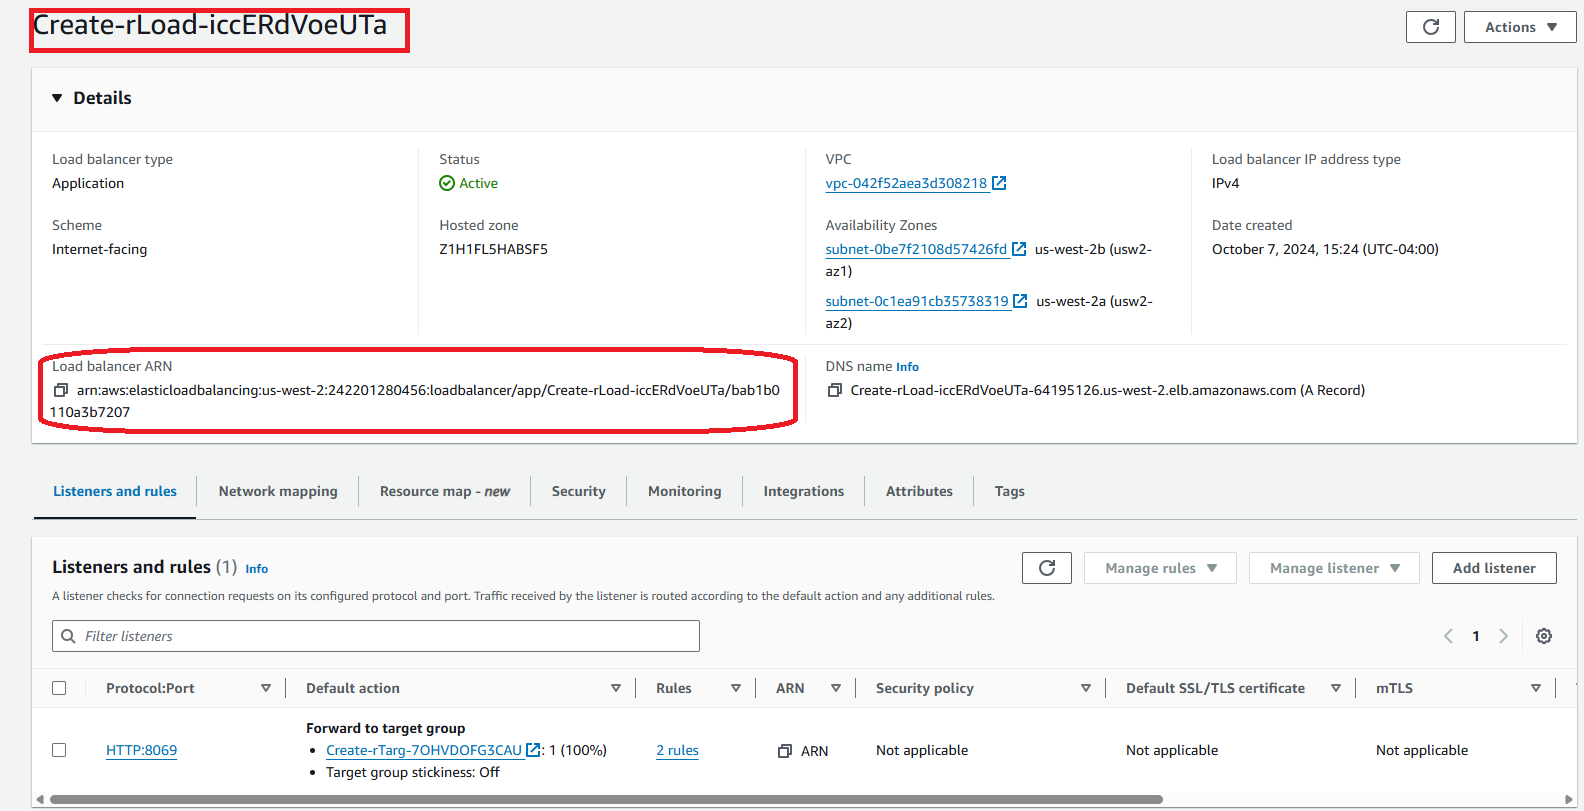 Create-rLoad-iccERdVoeUTa
Actions
Details
Load balancer type
Application
Status
Active
VPC
vpc-042f52aea3d308218
Load balancer IP address type
IPv4
Scheme
Internet-facing
Hosted zone
Z1H1FL5HABSF5
Availability Zones
subnet-0be7f2108d57426fd us-west-2b (usw2-
az1)
subnet-0c1ea91cb35738319 us-west-2a (usw2-
az2)
Date created
October 7, 2024, 15:24 (UTC-04:00)
Load balancer ARN
arn:aws:elasticloadbalancing:us-west-2:242201280456:loadbalancer/app/Create-rLoad-iccERdVoeUTa/bab1b0
110a3b7207
DNS name Info
Create-rLoad-iccERdVoeUTa-64195126.us-west-2.elb.amazonaws.com (A Record)
Listeners and rules Network mapping Resource map - new Security Monitoring Integrations Attributes Tags
Listeners and rules (1) Info
Manage rules Manage listener Add listener
A listener checks for connection requests on its configured protocol and port. Traffic received by the listener is routed according to the default action and any additional rules.
Filter listeners
1
Protocol:Port Default action Rules ARN Security policy Default SSL/TLS certificate mTLS
Forward to target group
HTTP:8069 • Create-rTarg-7OHVDOFG3CAU : 1 (100%) 2 rules ARN Not applicable Not applicable Not applicable
• Target group stickiness: Off